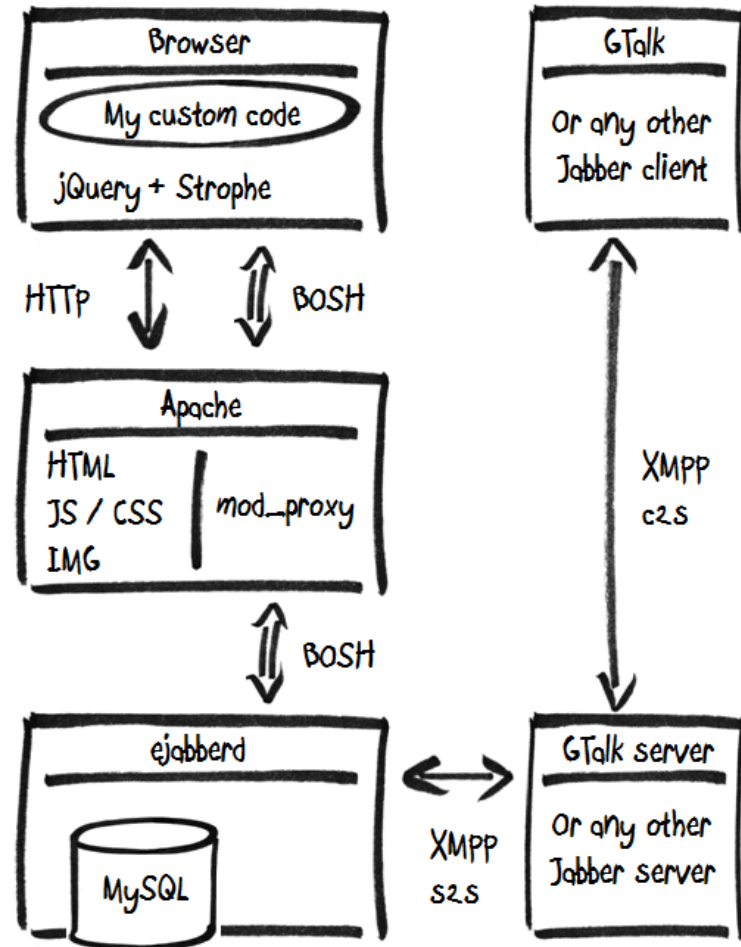 Browser
My custom code
jQuery + Strophe
GTalk
Or any other
Jabber client
HTTP
BOSH
Apache
HTML
JS / CSS
IMG
mod_proxy
XMPP
c2s
BOSH
ejabberd
MySQL
XMPP
s2s
GTalk server
Or any other
Jabber server